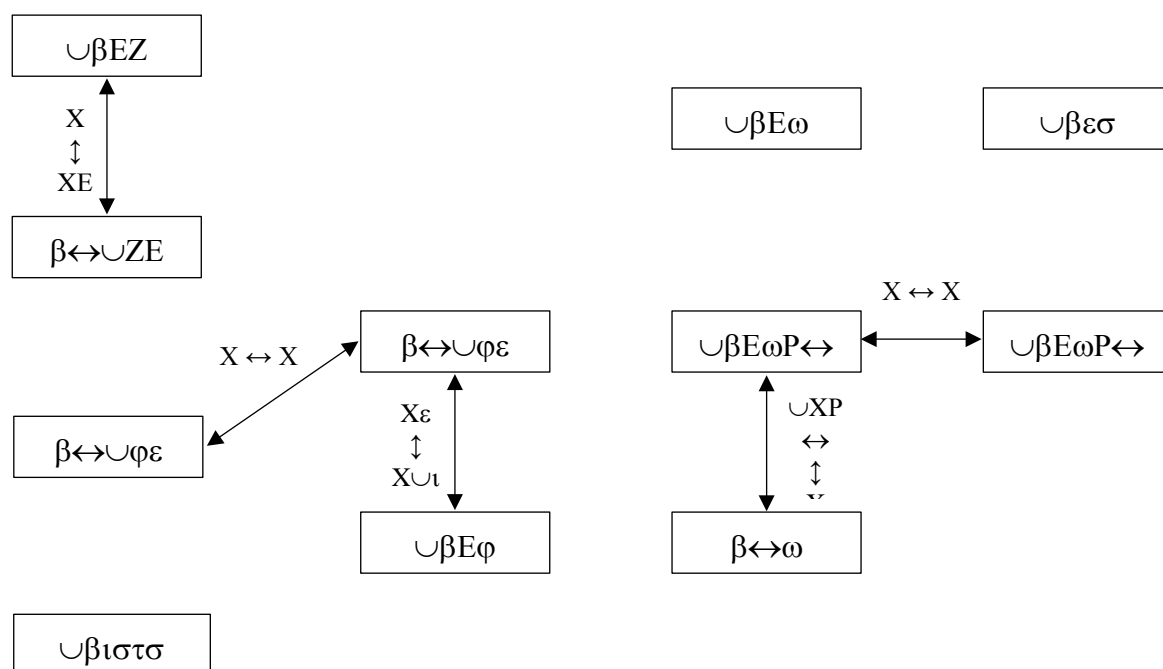 ∪βEZ
X
↕
XE
β↔∪ZE
∪βEω
∪βεσ
X ↔ X
β↔∪φε
β↔∪φε
Xε
↕
X∪ι
∪βEφ
X ↔ X
∪βEωP↔
∪βEωP↔
∪XP
↔
↕
β↔ω
∪βιστσ